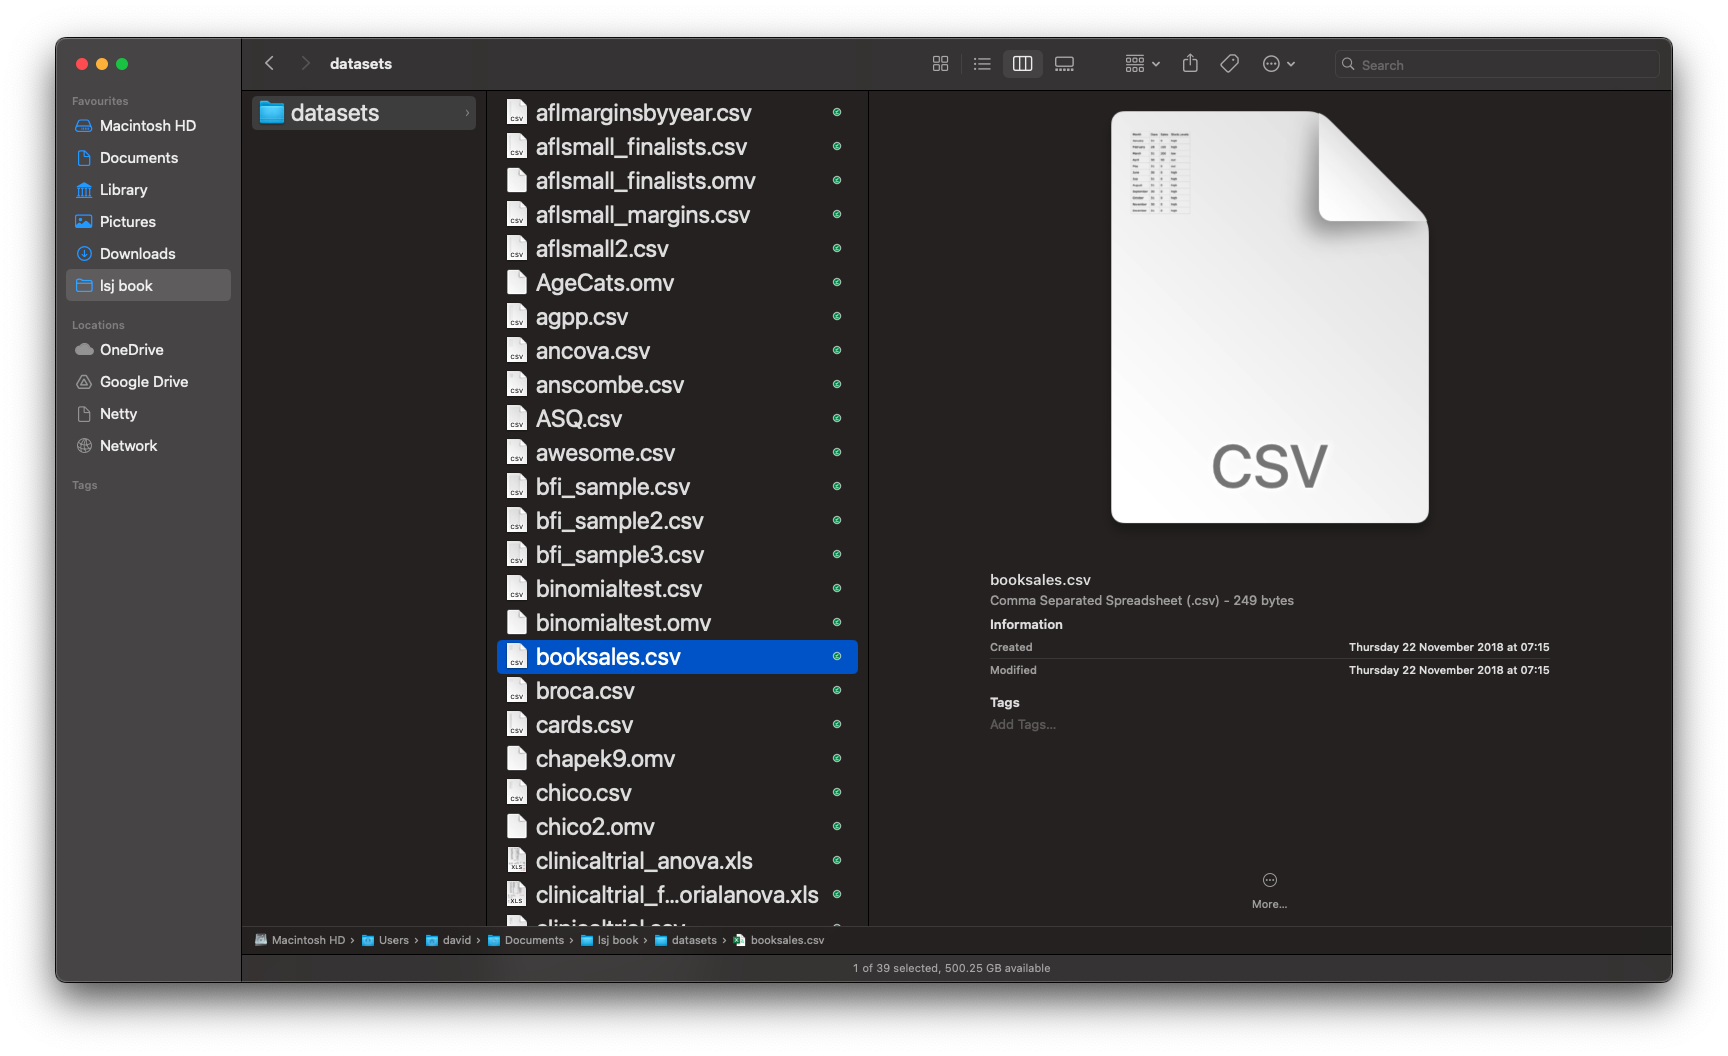 datasets
Search
Favourites
Macintosh HD
Documents
Library
Pictures
Downloads
lsj book
Locations
OneDrive
Google Drive
Netty
Network
Tags
datasets
aflmarginsbyyear.csv
aflsmall_finalists.csv
aflsmall_finalists.omv
aflsmall_margins.csv
aflsmall2.csv
AgeCats.omv
agpp.csv
ancova.csv
anscombe.csv
ASQ.csv
awesome.csv
bfi_sample.csv
bfi_sample2.csv
bfi_sample3.csv
binomialtest.csv
binomialtest.omv
booksales.csv
broca.csv
cards.csv
chapek9.omv
chico.csv
chico2.omv
clinicaltrial_anova.xls
clinicaltrial_f...orialanova.xls
clinicaltrial.csv
CSV
booksales.csv
Comma Separated Spreadsheet (.csv) - 249 bytes
Information
Created Thursday 22 November 2018 at 07:15
Modified Thursday 22 November 2018 at 07:15
Tags
Add Tags...
More...
Macintosh HD › Users › david › Documents › lsj book › datasets › booksales.csv
1 of 39 selected, 500.25 GB available